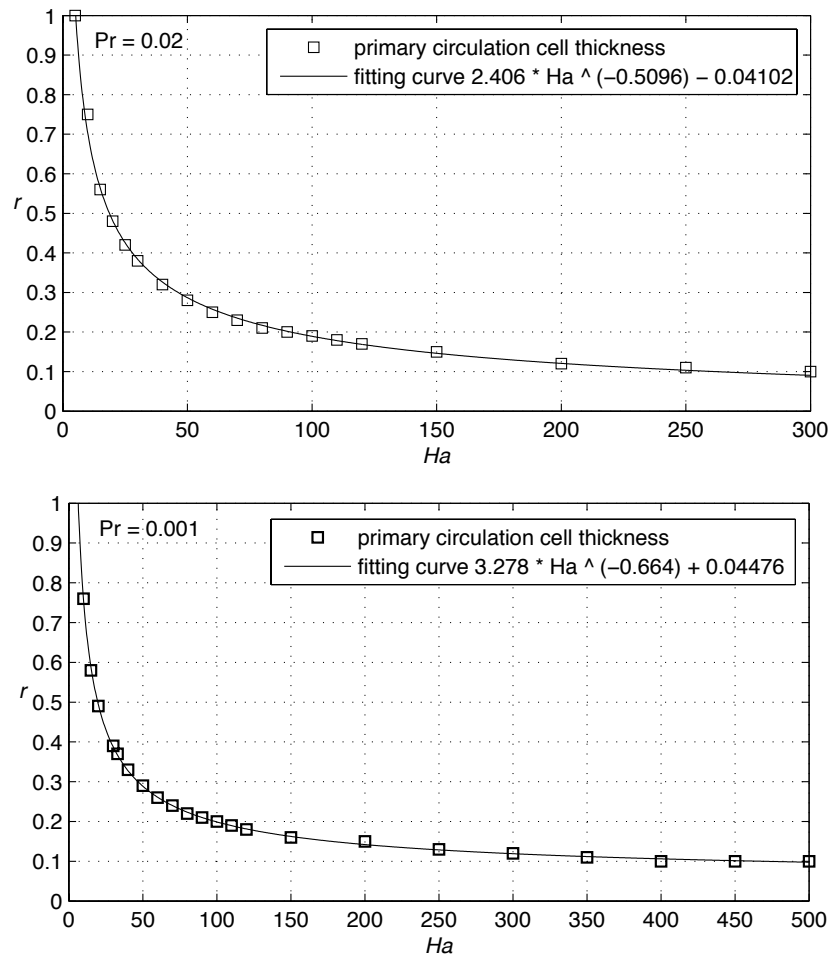 1
0.9
0.8
0.7
0.6
0.5
0.4
0.3
0.2
0.1
0
r
Pr = 0.02
primary circulation cell thickness
fitting curve 2.406 * Ha ^ (−0.5096) − 0.04102
0 50 100 150 200 250 300
Ha
1
0.9
0.8
0.7
0.6
0.5
0.4
0.3
0.2
0.1
0
r
Pr = 0.001
primary circulation cell thickness
fitting curve 3.278 * Ha ^ (−0.664) + 0.04476
0 50 100 150 200 250 300 350 400 450 500
Ha